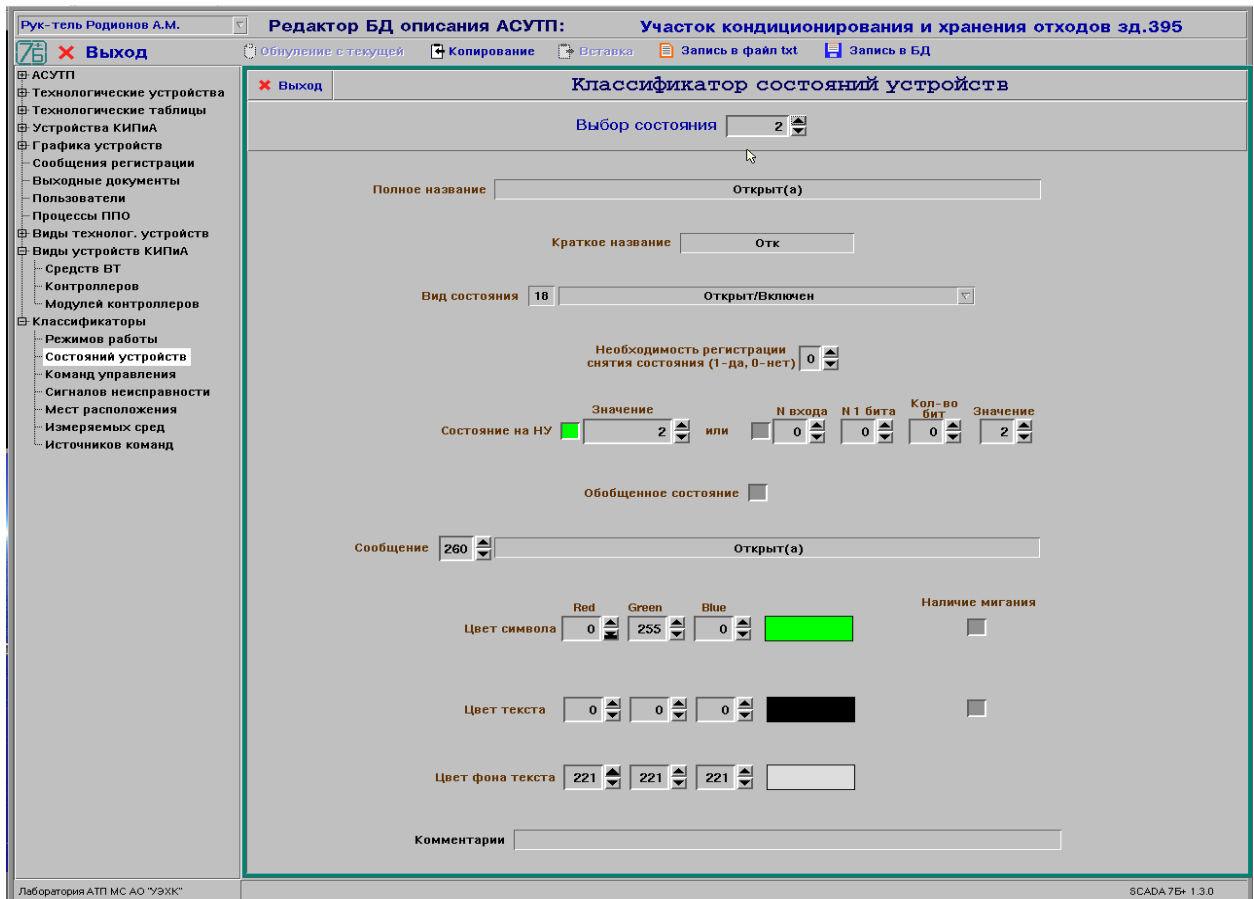 Рук-тель Родионов А.М.
Редактор БД описания АСУТП: Участок кондиционирования и хранения отходов зд.395
7Б Выход Обнуление с текущей Копирование Вставка Запись в файл txt Запись в БД
АСУТП
Технологические устройства
Технологические таблицы
Устройства КИПиА
Графика устройств
Сообщения регистрации
Выходные документы
Пользователи
Процессы ППО
Виды технолог. устройств
Виды устройств КИПиА
Средств ВТ
Контроллеров
Модулей контроллеров
Классификаторы
Режимов работы
Состояний устройств
Команд управления
Сигналов неисправности
Мест расположения
Измеряемых сред
Источников команд
Выход Классификатор состояний устройств
Выбор состояния 2
Полное название Открыт(а)
Краткое название Отк
Вид состояния 18 Открыт/Включен
Необходимость регистрации
снятия состояния (1-да, 0-нет) 0
Значение N входа N 1 бита Кол-во бит Значение
Состояние на НУ 2 или 0 0 0 2
Обобщенное состояние
Сообщение 260 Открыт(а)
Red Green Blue Наличие мигания
Цвет символа 0 255 0
Цвет текста 0 0 0
Цвет фона текста 221 221 221
Комментарии
Лаборатория АТП МС АО "УЭХК" SCADA 7Б+ 1.3.0